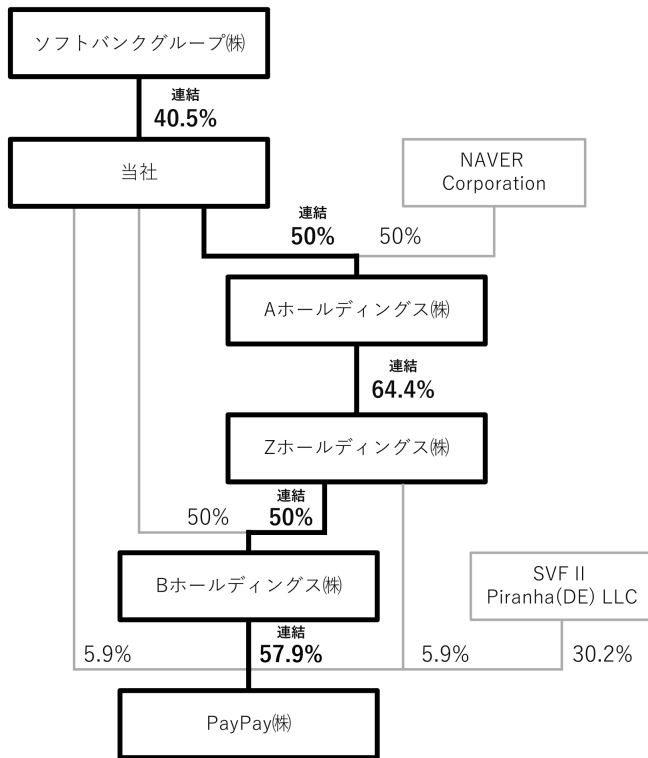 ソフトバンクグループ㈱
連結
40.5%
当社
NAVER
Corporation
連結
50%
50%
Aホールディングス㈱
連結
64.4%
Zホールディングス㈱
連結
50%
50%
Bホールディングス㈱
SVF II
Piranha(DE) LLC
連結
5.9%
57.9%
5.9%
30.2%
PayPay㈱